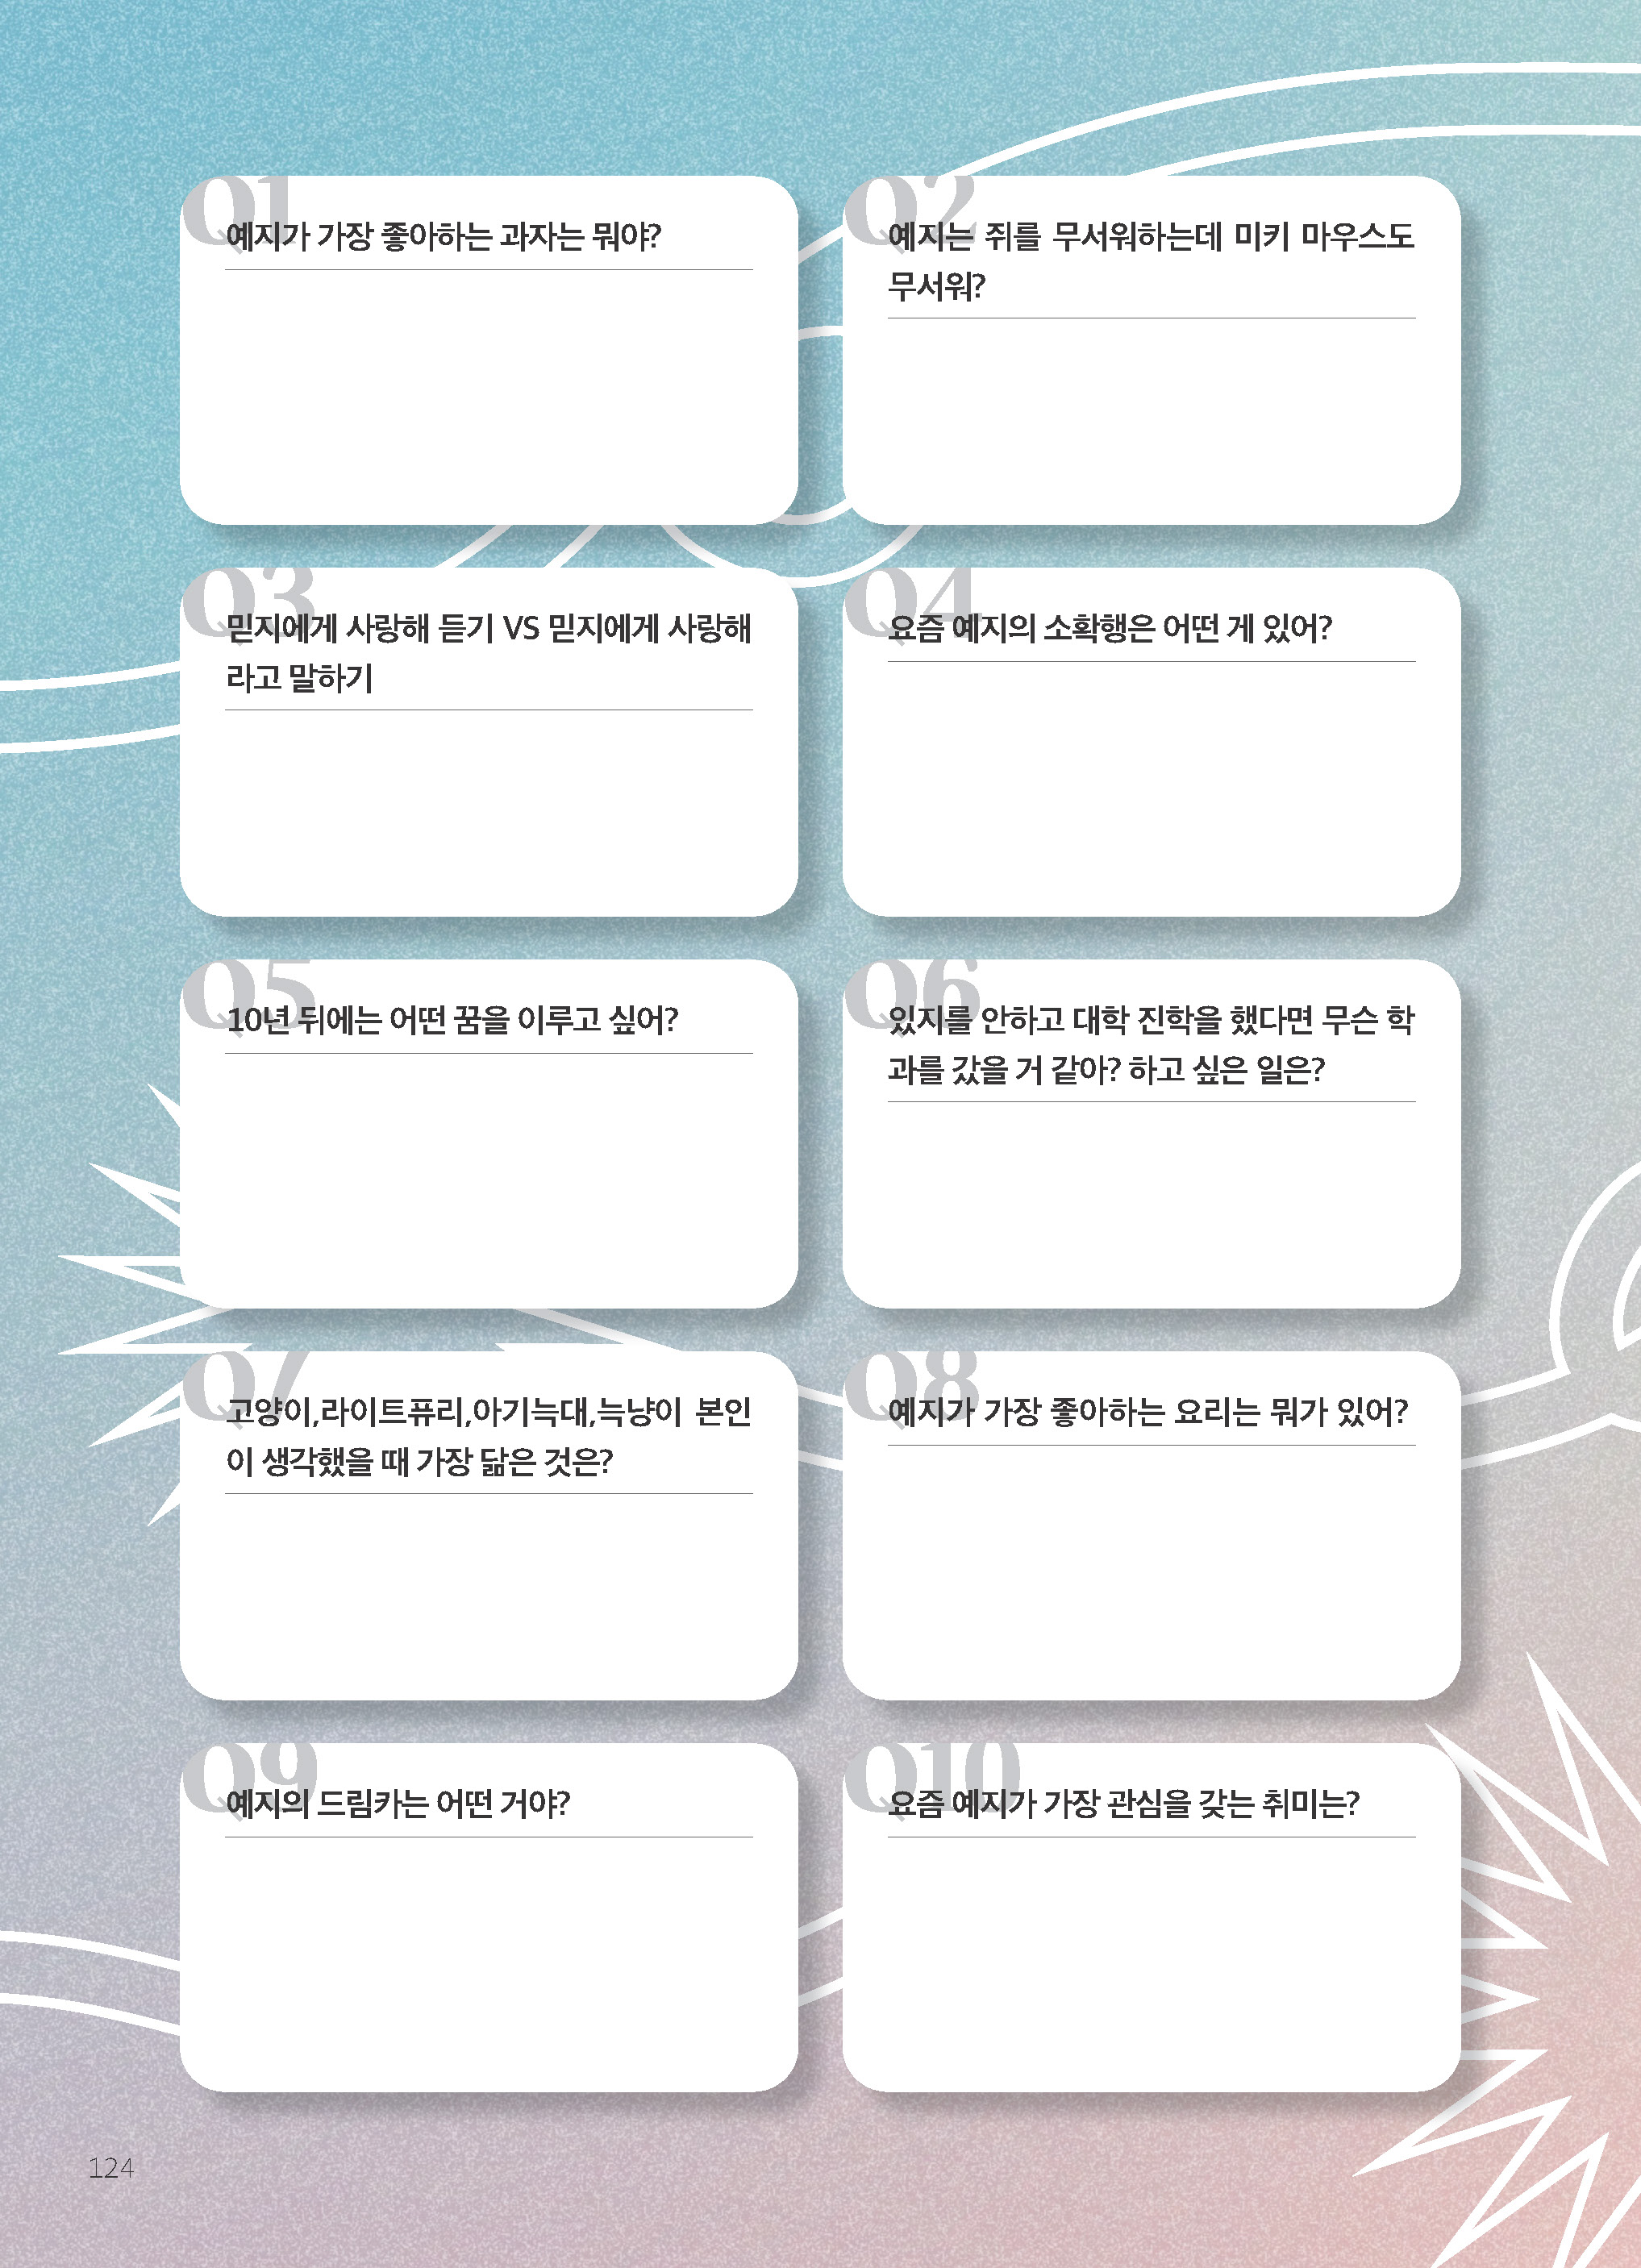 Q1
예지가 가장 좋아하는 과자는 뭐야?
Q2
예지는 쥐를 무서워하는데 미키 마우스도
무서워?
Q3
믿지에게 사랑해 듣기 VS 믿지에게 사랑해
라고 말하기
Q4
요즘 예지의 소확행은 어떤 게 있어?
Q5
10년 뒤에는 어떤 꿈을 이루고 싶어?
Q6
있지를 안하고 대학 진학을 했다면 무슨 학
과를 갔을 거 같아? 하고 싶은 일은?
Q7
고양이,라이트퓨리,아기늑대,늑냥이 본인
이 생각했을 때 가장 닮은 것은?
Q8
예지가 가장 좋아하는 요리는 뭐가 있어?
Q9
예지의 드림카는 어떤 거야?
Q10
요즘 예지가 가장 관심을 갖는 취미는?
124